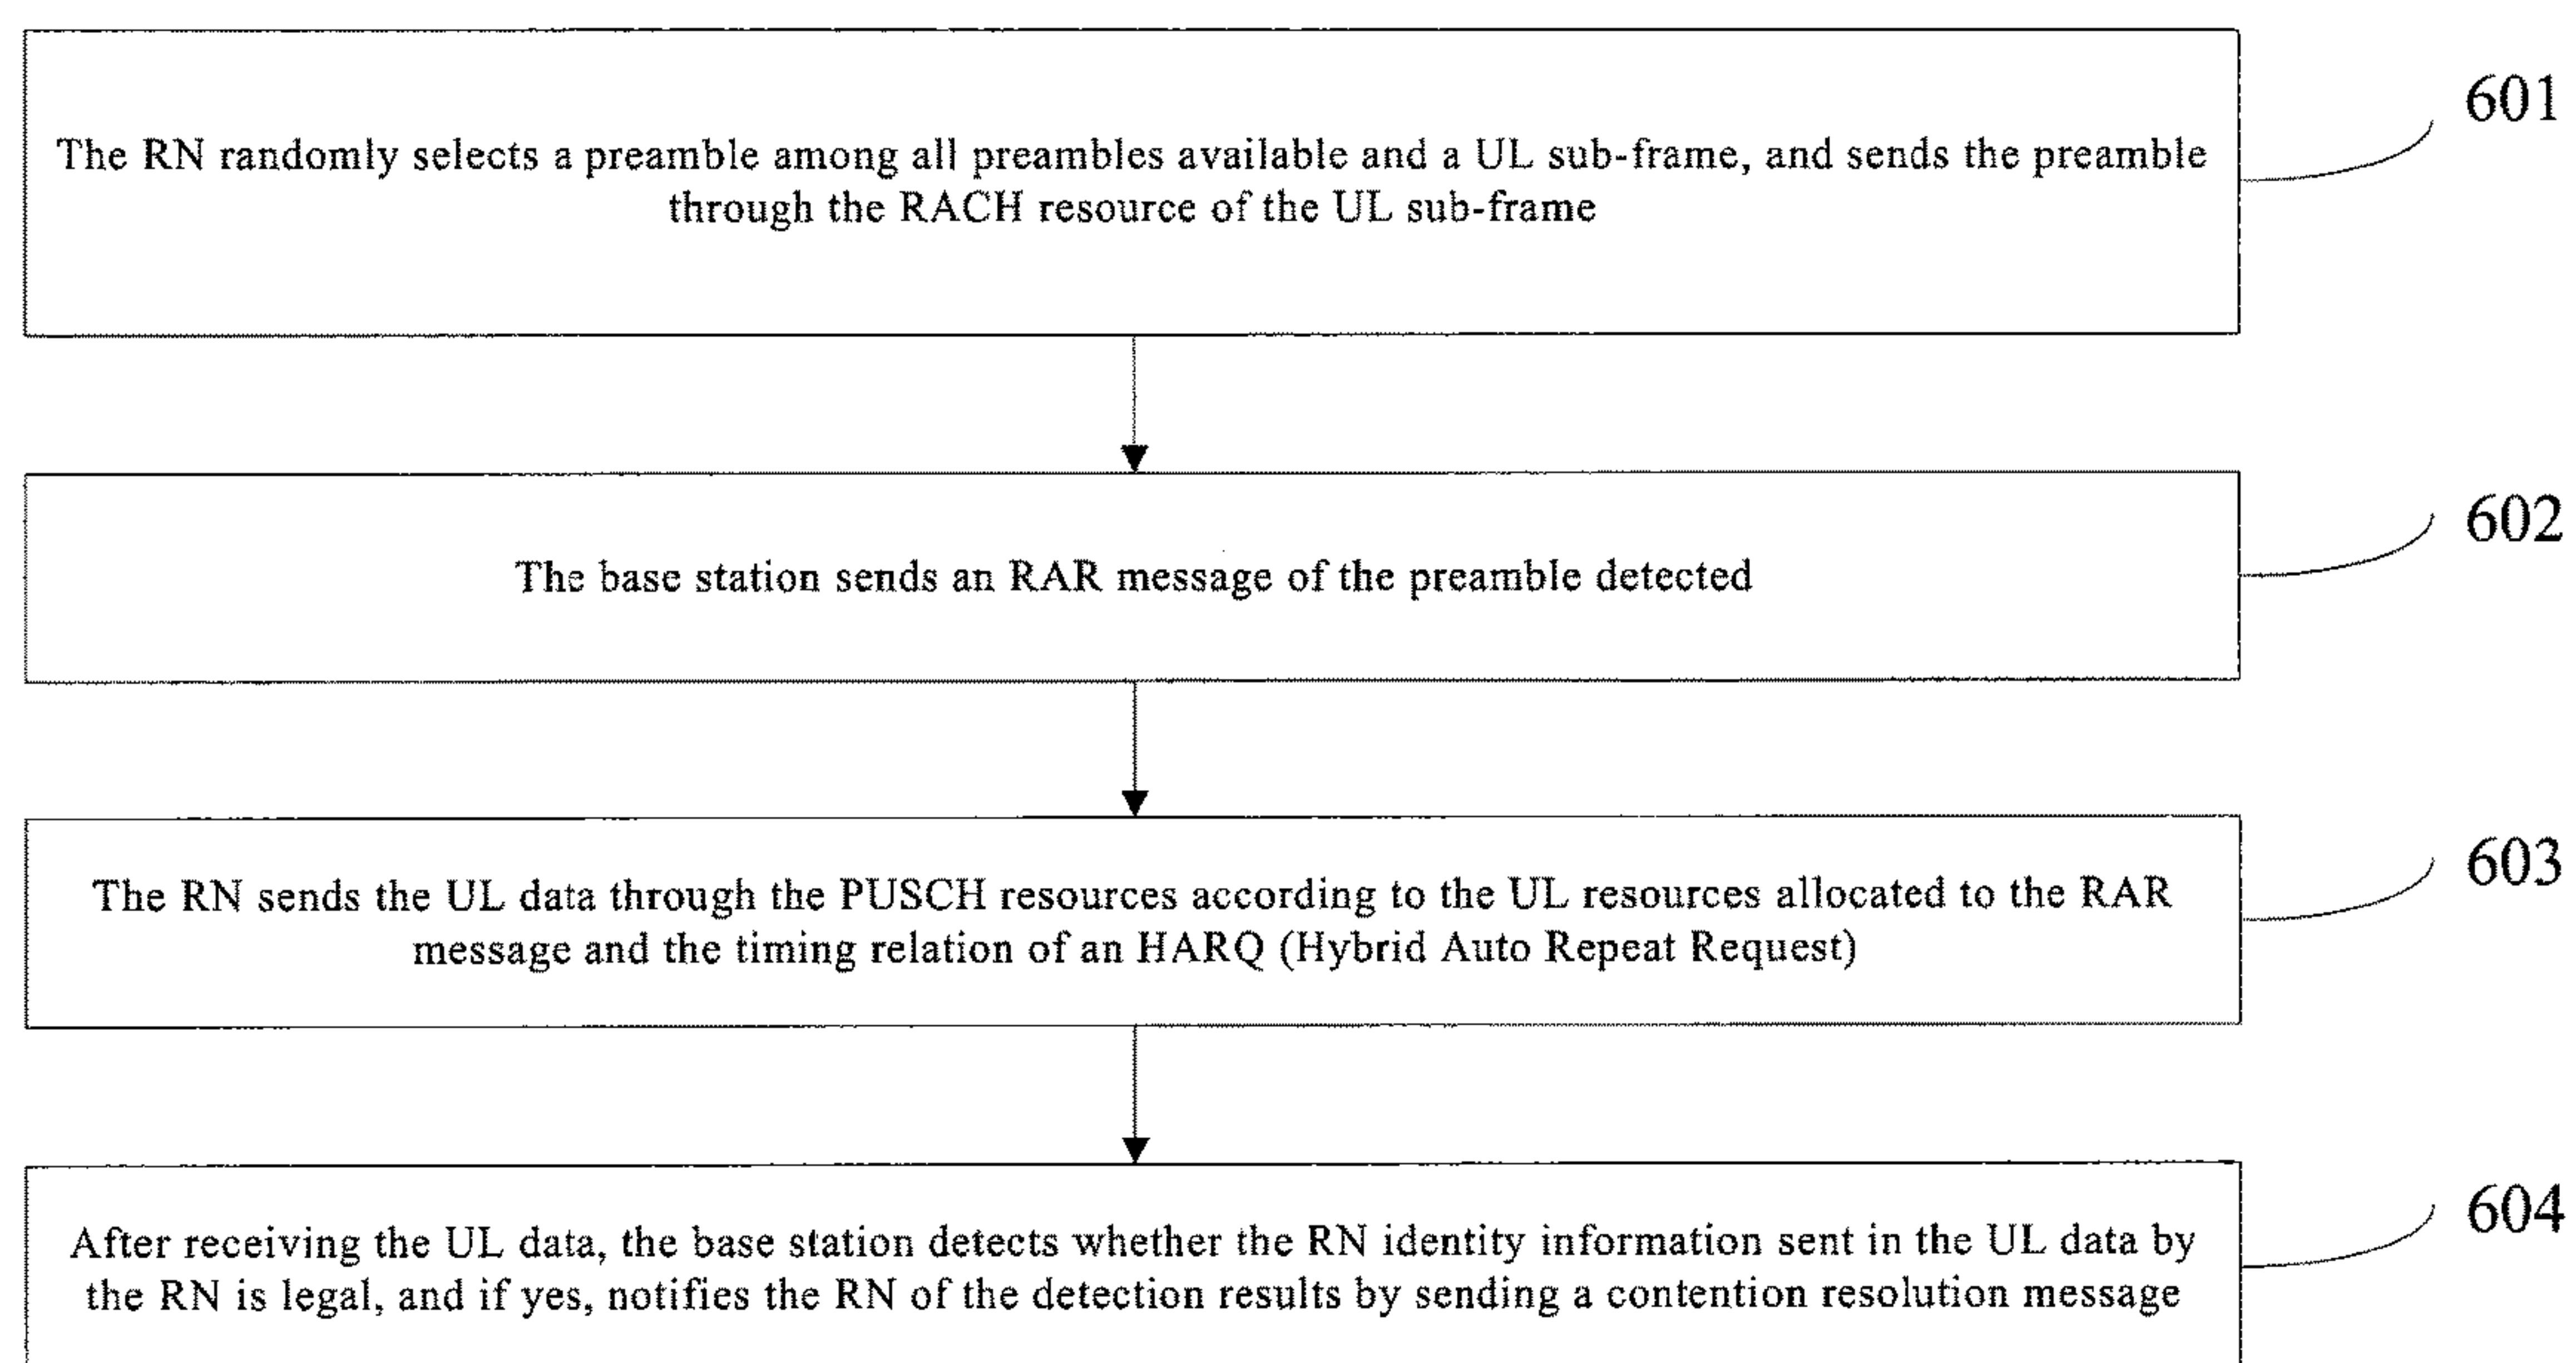 The RN randomly selects a preamble among all preambles available and a UL sub-frame, and sends the preamble
through the RACH resource of the UL sub-frame
601
The base station sends an RAR message of the preamble detected
602
The RN sends the UL data through the PUSCH resources according to the UL resources allocated to the RAR
message and the timing relation of an HARQ (Hybrid Auto Repeat Request)
603
After receiving the UL data, the base station detects whether the RN identity information sent in the UL data by
the RN is legal, and if yes, notifies the RN of the detection results by sending a contention resolution message
604